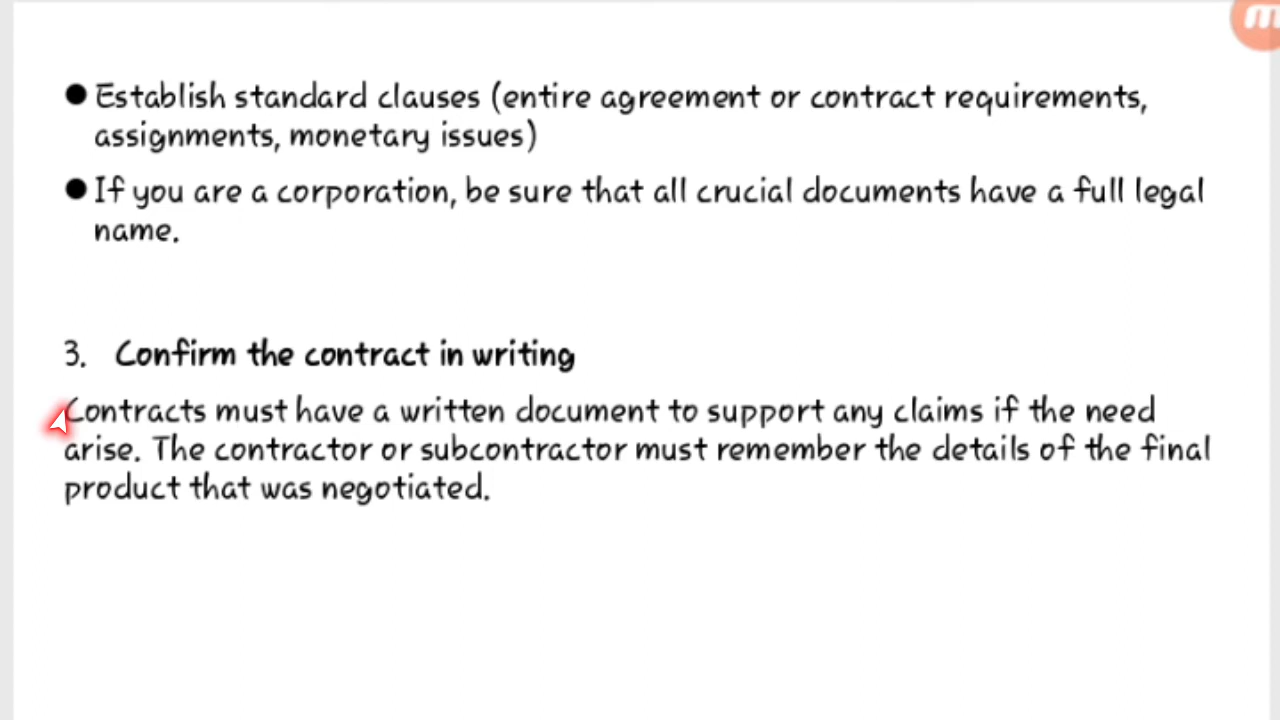 ● Establish standard clauses (entire agreement or contract requirements,
assignments, monetary issues)
● If you are a corporation, be sure that all crucial documents have a full legal
name.
3. Confirm the contract in writing
Contracts must have a written document to support any claims if the need
arise. The contractor or subcontractor must remember the details of the final
product that was negotiated.